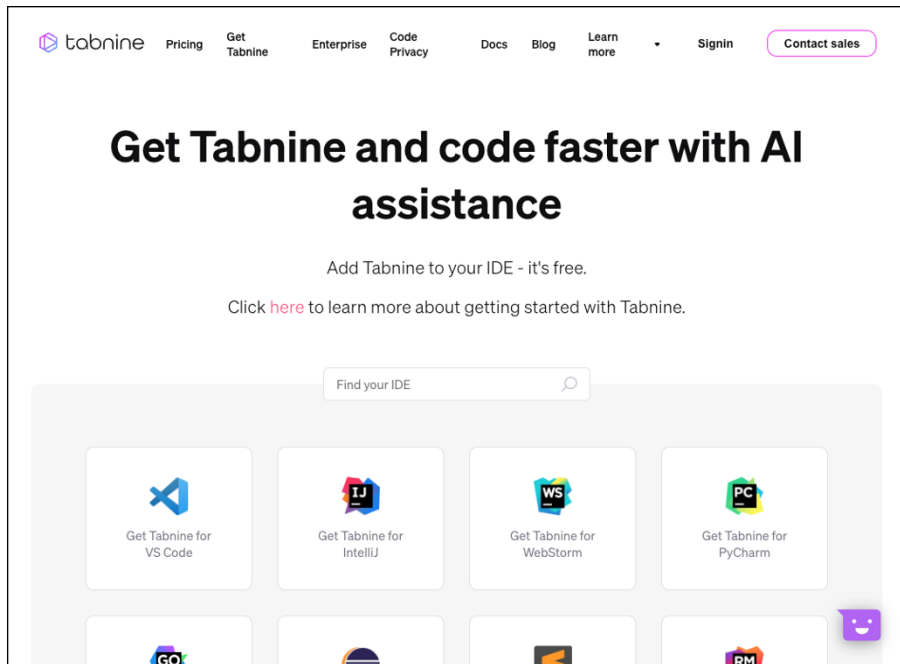 tabnine
Pricing
Get
Tabnine
Enterprise
Code
Privacy
Docs
Blog
Learn
more
Signin
Contact sales
Get Tabnine and code faster with AI
assistance
Add Tabnine to your IDE - it's free.
Click here to learn more about getting started with Tabnine.
Find your IDE
IJ
WS
PC
Get Tabnine for
VS Code
Get Tabnine for
IntelliJ
Get Tabnine for
WebStorm
Get Tabnine for
PyCharm
GO
RM